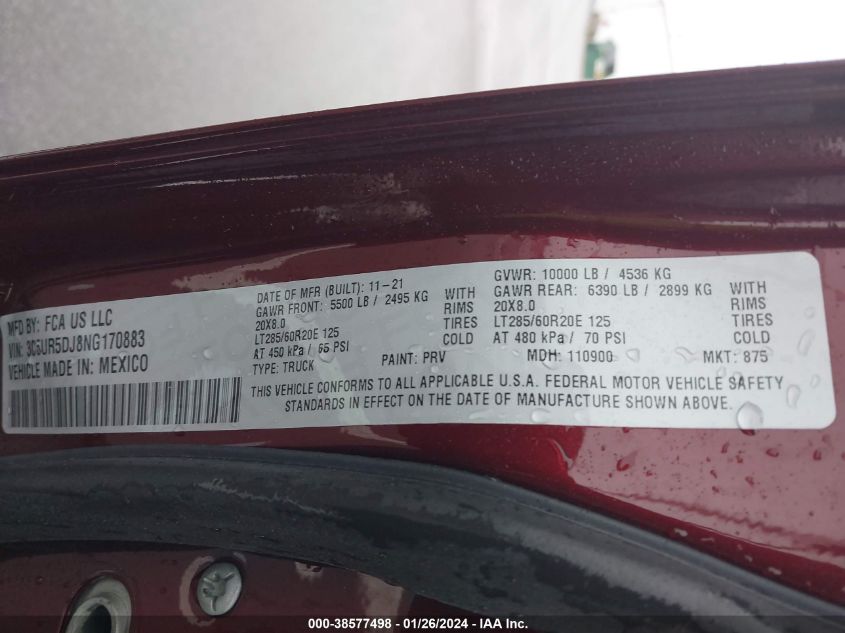 MFD BY: FCA US LLC
VIN: 3C6UR5DJ8NG170883
VEHICLE MADE IN: MEXICO
DATE OF MFR (BUILT): 11-21
GAWR FRONT: 5500 LB / 2495 KG WITH
20X8.0 RIMS
LT285/60R20E 125 TIRES
AT 450 kPa / 65 PSI COLD
TYPE: TRUCK PAINT: PRV
GVWR: 10000 LB / 4536 KG
GAWR REAR: 6390 LB / 2899 KG WITH
20X8.0 RIMS
LT285/60R20E 125 TIRES
AT 480 kPa / 70 PSI COLD
MDH: 110900 MKT: 875
THIS VEHICLE CONFORMS TO ALL APPLICABLE U.S.A. FEDERAL MOTOR VEHICLE SAFETY
STANDARDS IN EFFECT ON THE DATE OF MANUFACTURE SHOWN ABOVE.
000-38577498 - 01/26/2024 - IAA Inc.